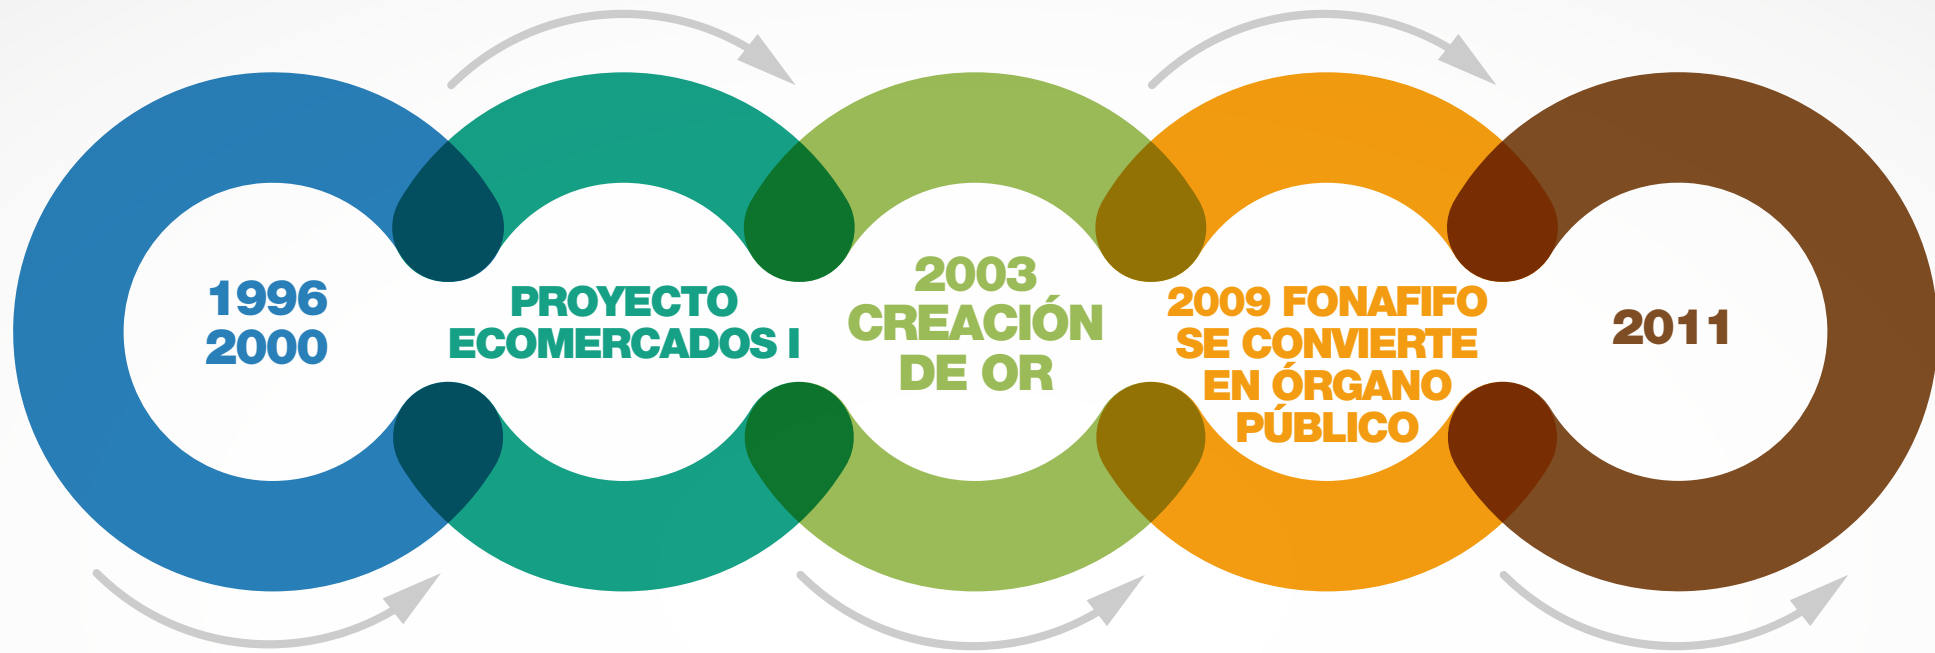 1996
2000
PROYECTO
ECOMERCADOS I
2003
CREACIÓN
DE OR
2009 FONAFIFO
SE CONVIERTE
EN ÓRGANO
PÚBLICO
2011